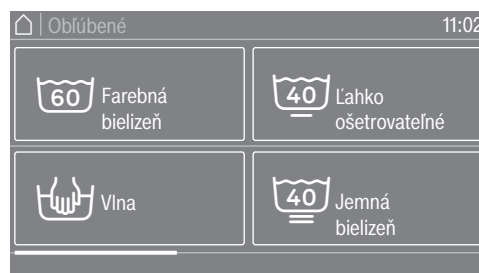 Obľúbené
11:02
60 Farebná
bielizeň
40 Ľahko
ošetrovateľné
Vlna
40 Jemná
bielizeň